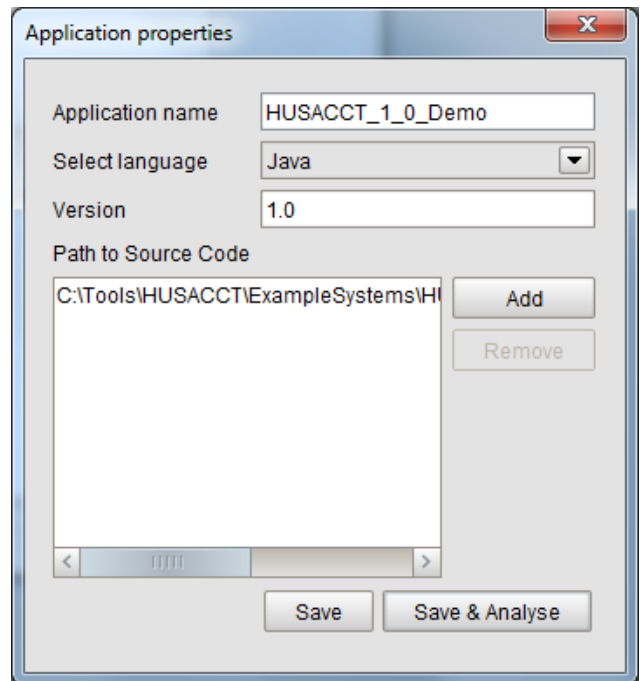 Application properties
Application name HUSACCT_1_0_Demo
Select language Java
Version 1.0
Path to Source Code
C:\Tools\HUSACCT\ExampleSystems\HU
Add
Remove
Save Save & Analyse